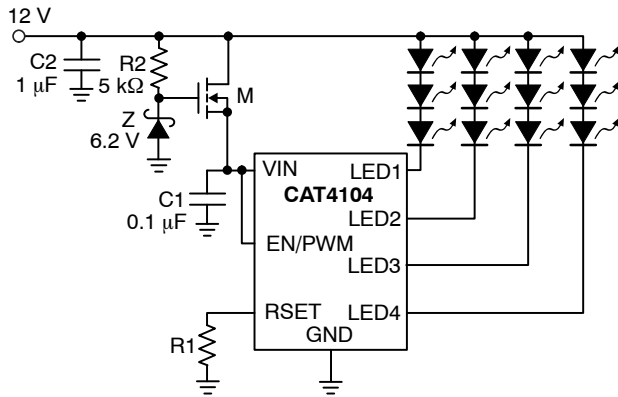 12 V
C2
1 μF
R2
5 kΩ
M
Z
6.2 V
C1
0.1 μF
VIN
LED1
CAT4104
LED2
EN/PWM
LED3
RSET
LED4
GND
R1